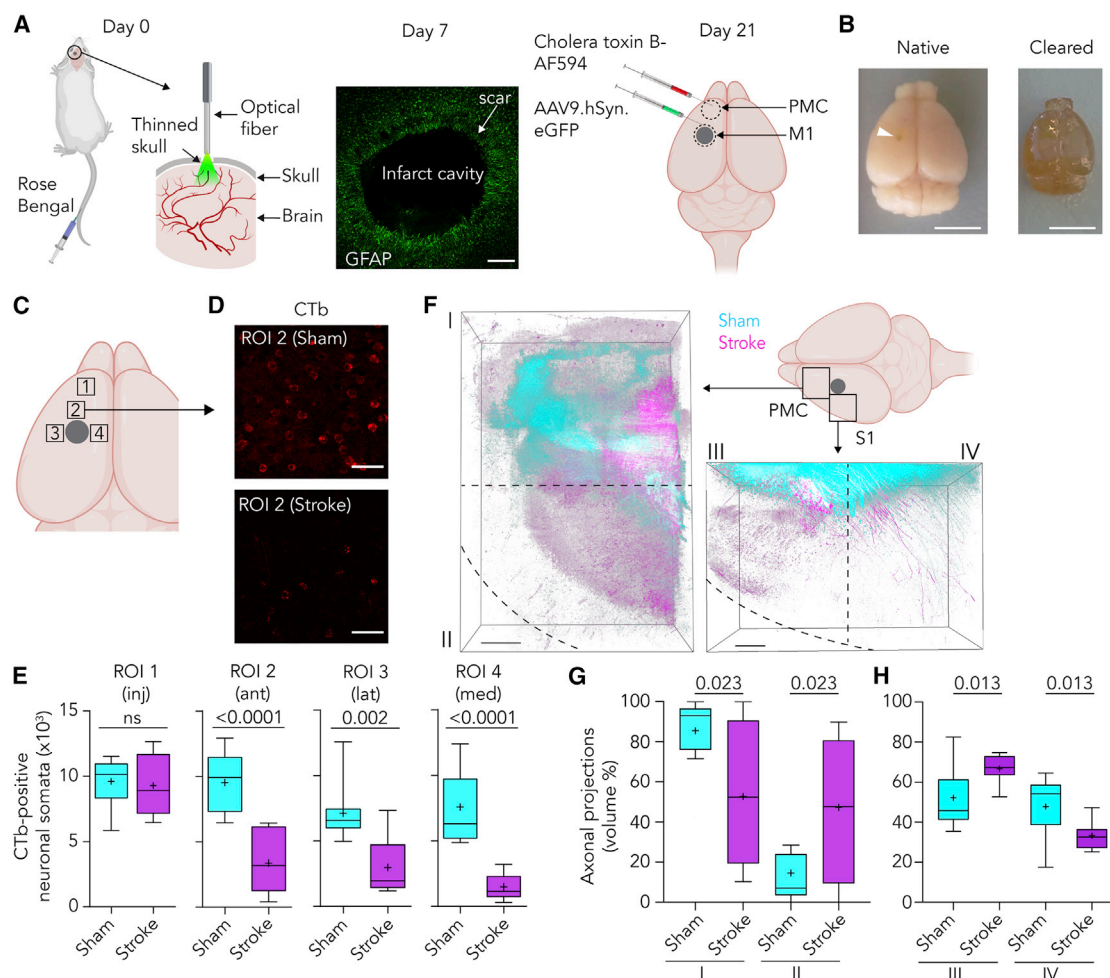 A
Day 0
Thinned
skull
Optical
fiber
Skull
Brain
Rose
Bengal
Day 7
scar
Infarct cavity
GFAP
Day 21
Cholera toxin B-
AF594
AAV9.hSyn.
eGFP
PMC
M1
B
Native
Cleared
C
1
2
3
4
D
CTb
ROI 2 (Sham)
ROI 2 (Stroke)
F
I
II
Sham
Stroke
PMC
S1
III
IV
E
CTb-positive
neuronal somata (x10³)
15
10
5
0
ROI 1
(inj)
ns
Sham
Stroke
ROI 2
(ant)
<0.0001
Sham
Stroke
ROI 3
(lat)
0.002
Sham
Stroke
ROI 4
(med)
<0.0001
Sham
Stroke
G
Axonal projections
(volume %)
100
80
60
40
20
0
0.023
0.023
Sham
Stroke
Sham
Stroke
I
II
H
100
80
60
40
20
0
0.013
0.013
Sham
Stroke
Sham
Stroke
III
IV